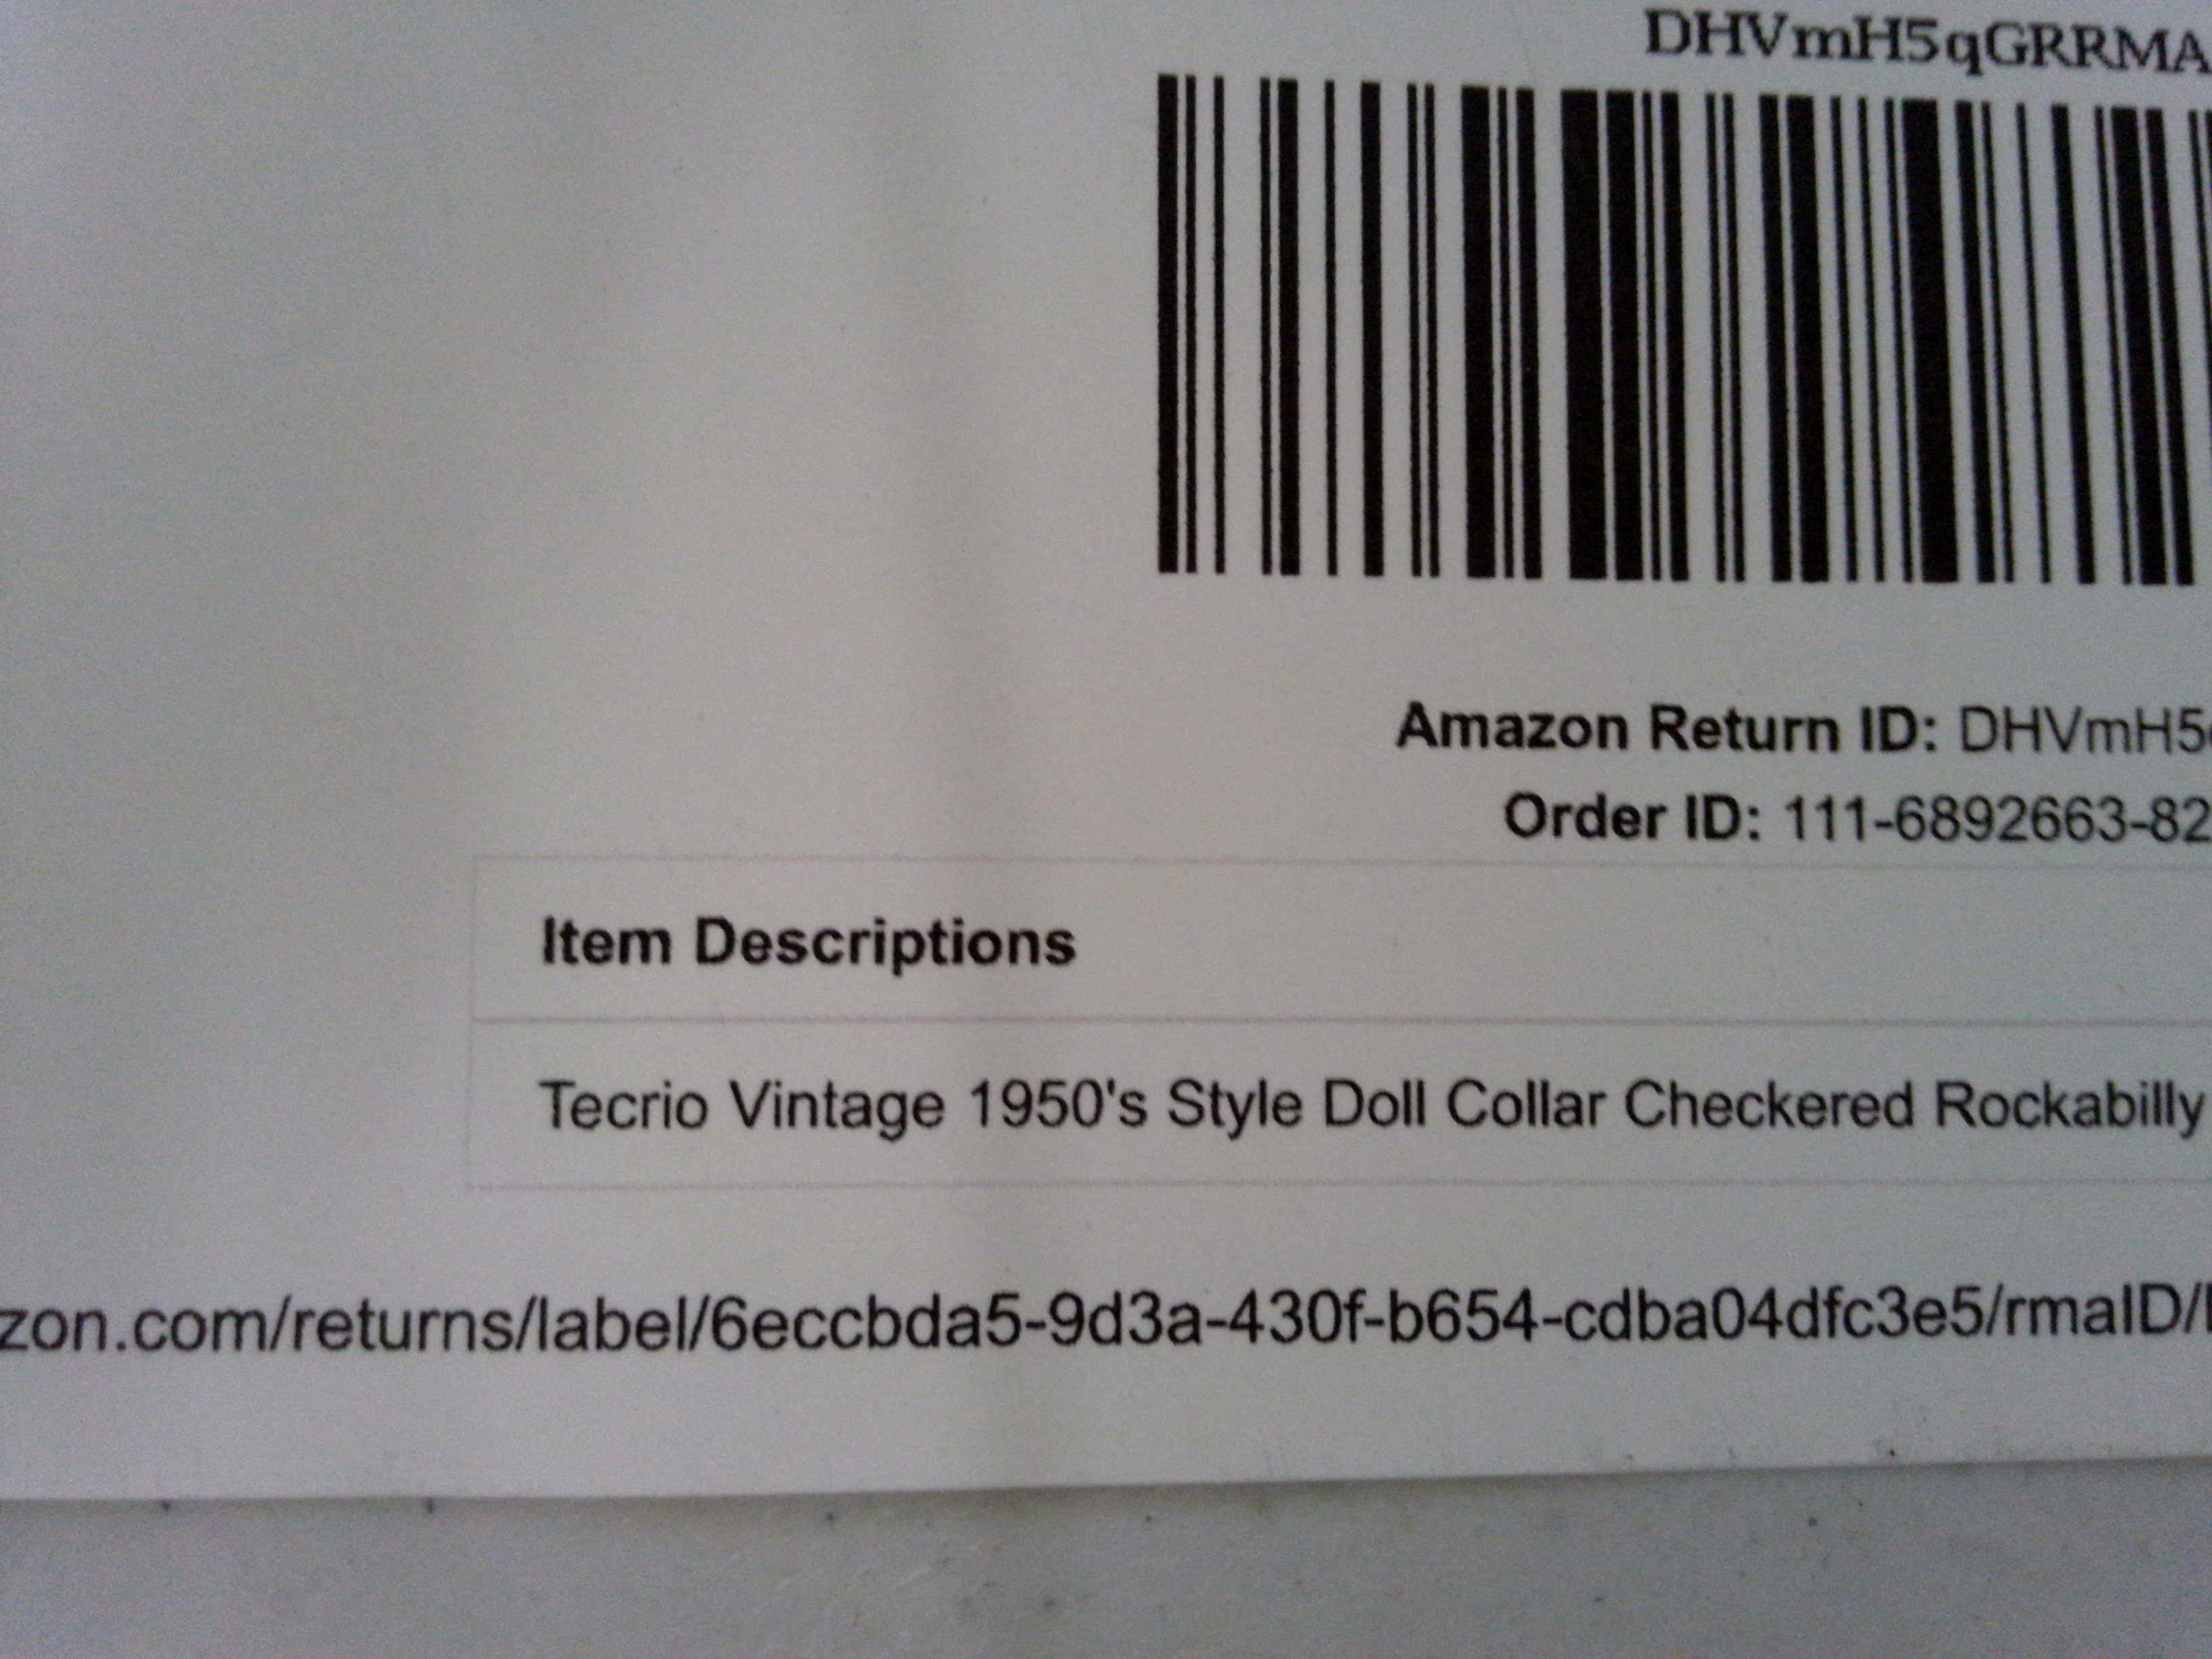 DHVmH5qGRRMA
Amazon Return ID: DHVmH5
Order ID: 111-6892663-82
Item Descriptions
Tecrio Vintage 1950's Style Doll Collar Checkered Rockabilly
zon.com/returns/label/6eccbda5-9d3a-430f-b654-cdba04dfc3e5/rmaID/